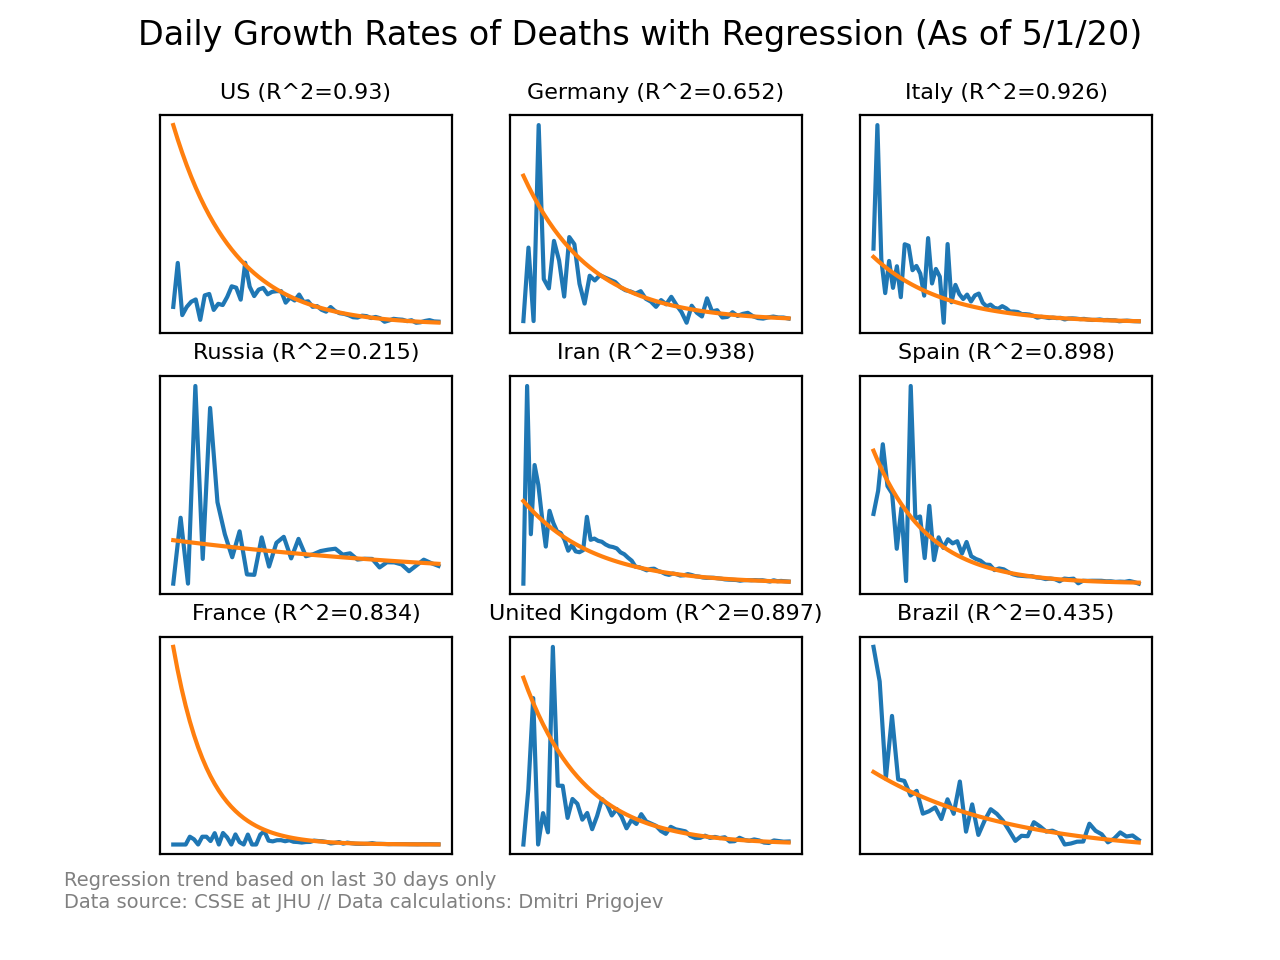 Daily Growth Rates of Deaths with Regression (As of 5/1/20)
US (R^2=0.93)
Germany (R^2=0.652)
Italy (R^2=0.926)
Russia (R^2=0.215)
Iran (R^2=0.938)
Spain (R^2=0.898)
France (R^2=0.834)
United Kingdom (R^2=0.897)
Brazil (R^2=0.435)
Regression trend based on last 30 days only
Data source: CSSE at JHU // Data calculations: Dmitri Prigojev